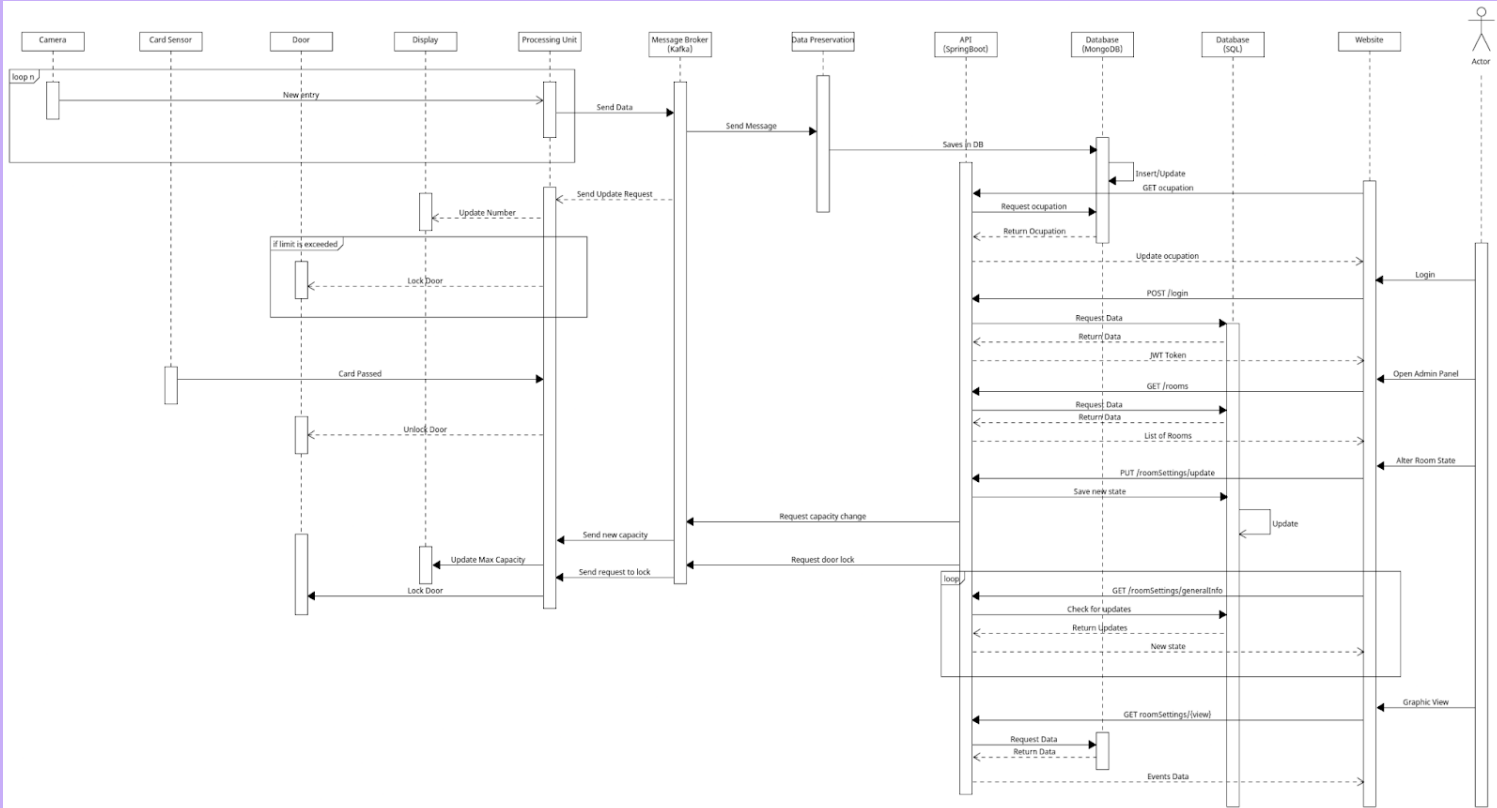 Camera
Card Sensor
Door
Display
Processing Unit
Message Broker
(Kafka)
Data Preservation
API
(SpringBoot)
Database
(MongoDB)
Database
(SQL)
Website
Actor
loop n
New entry
Send Data
Send Message
Saves in DB
Insert/Update
GET ocupation
Send Update Request
Request ocupation
Update Number
Return Ocupation
if limit is exceeded
Update ocupation
Login
Lock Door
POST /login
Request Data
Return Data
JWT Token
Card Passed
Open Admin Panel
GET /rooms
Request Data
Return Data
Unlock Door
List of Rooms
Alter Room State
PUT /roomSettings/update
Save new state
Request capacity change
Update
Send new capacity
Update Max Capacity
Request door lock
Send request to lock
loop
Lock Door
GET /roomSettings/generalInfo
Check for updates
Return Updates
New state
Graphic View
GET roomSettings/{view}
Request Data
Return Data
Events Data